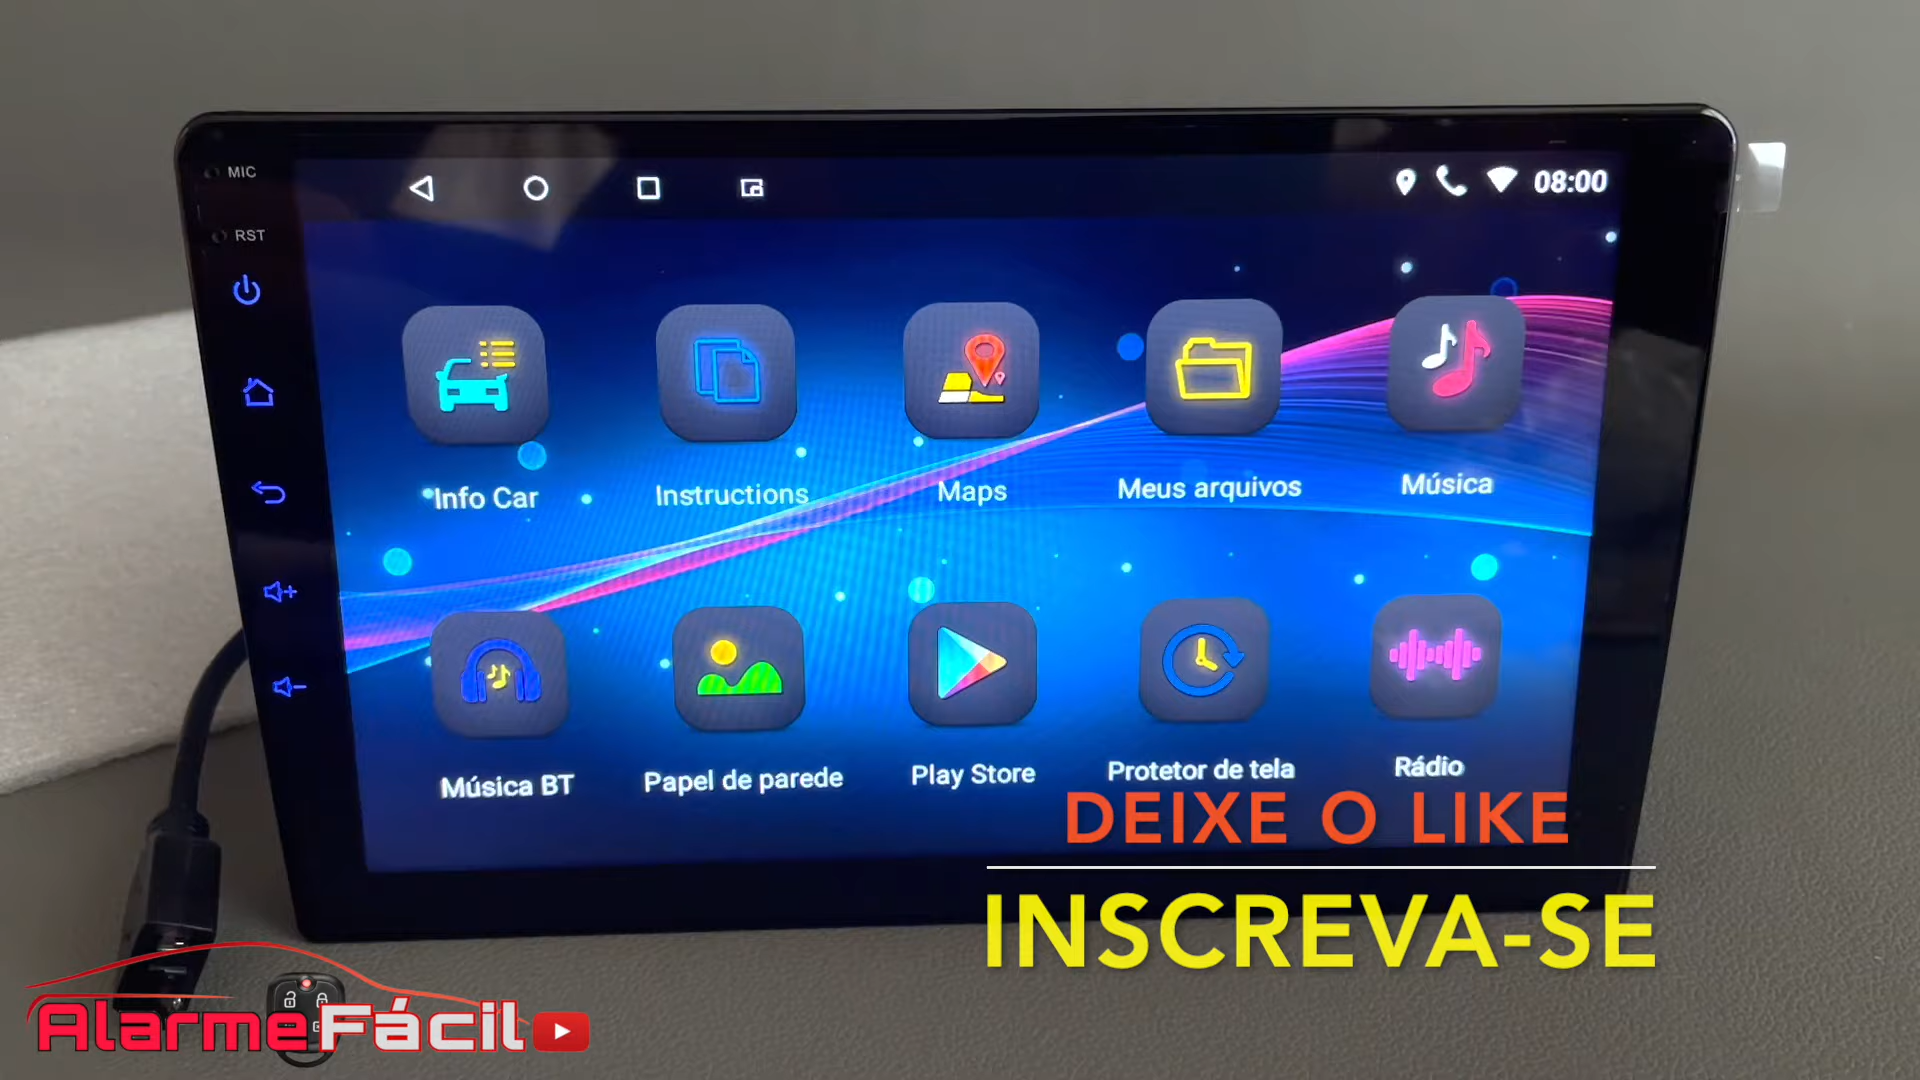 MIC
08:00
RST
Info Car
Instructions
Maps
Meus arquivos
Música
Música BT
Papel de parede
Play Store
Protetor de tela
Rádio
DEIXE O LIKE
INSCREVA-SE
AlarmeFácil